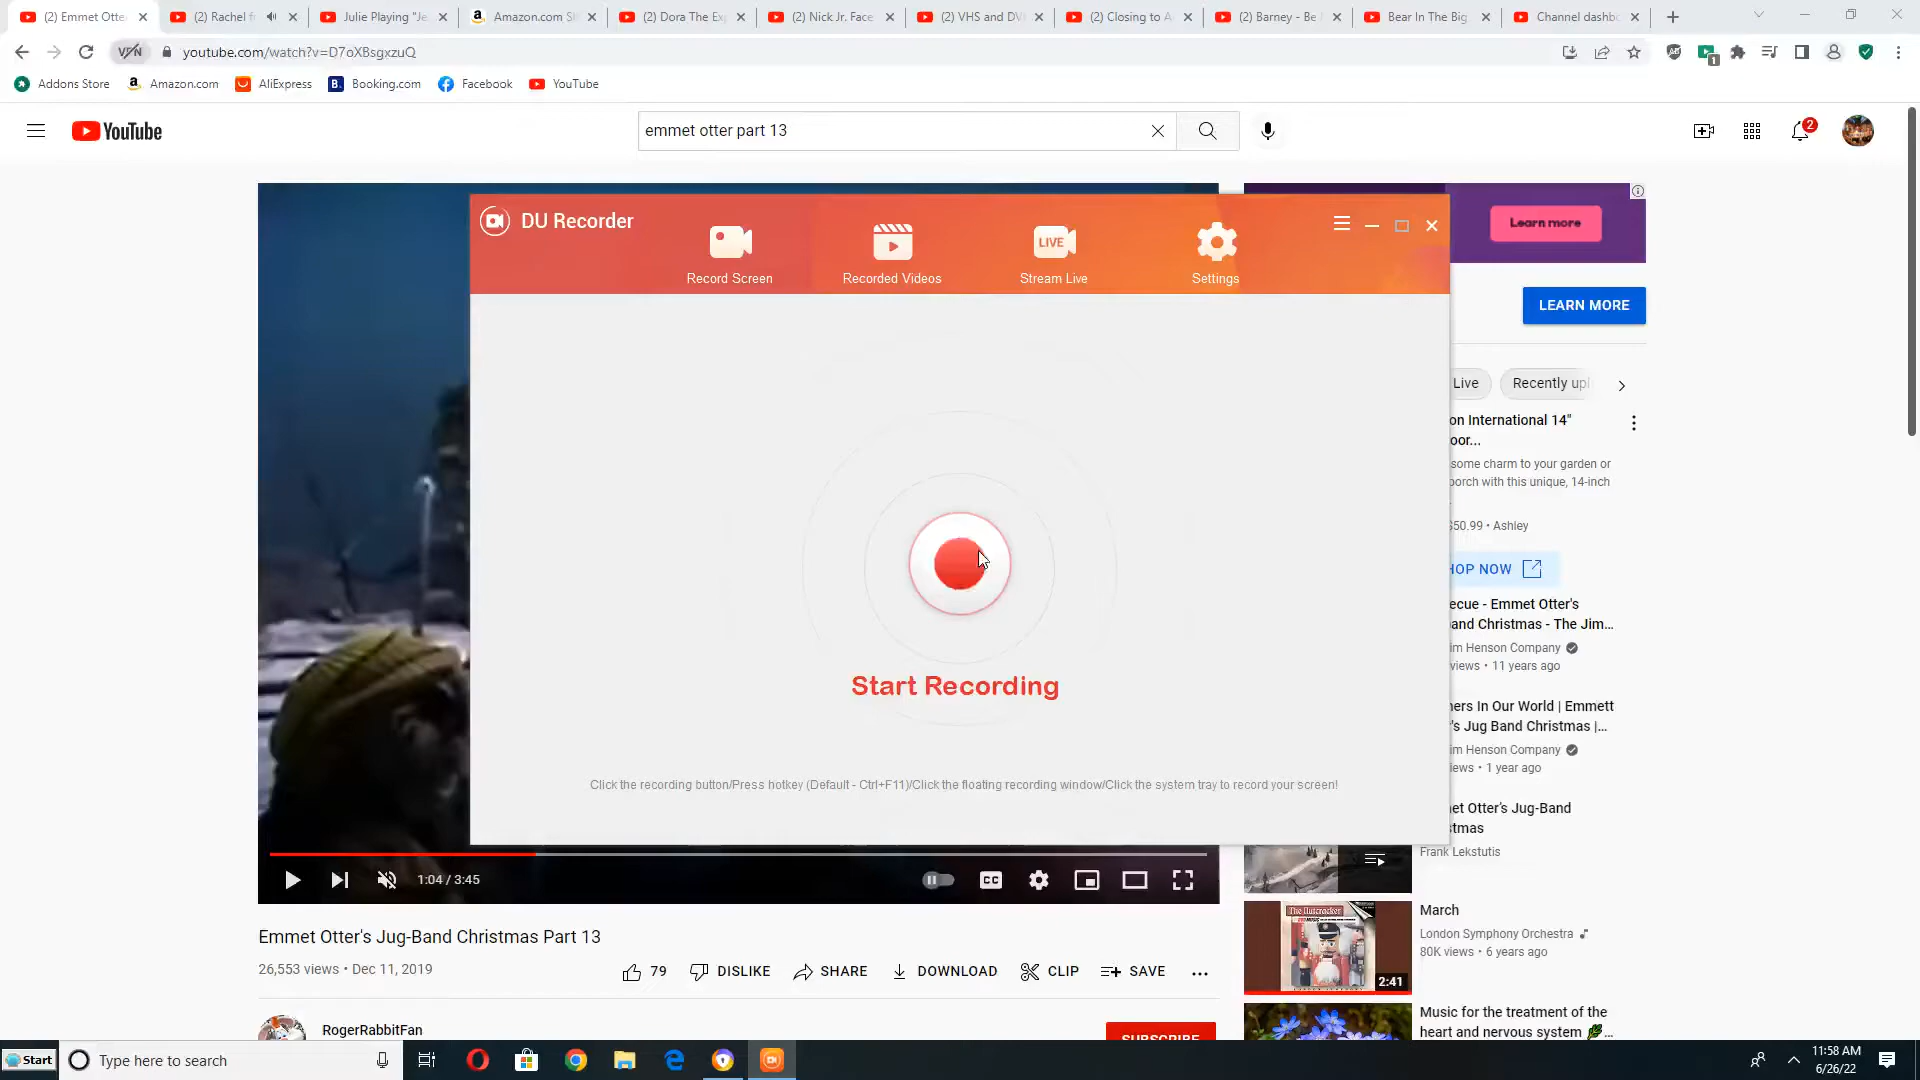 (2) Emmet Otte
(2) Rachel f
Julie Playing "Je
Amazon.com S
(2) Dora The Ex
(2) Nick Jr. Face
(2) VHS and DV
(2) Closing to A
(2) Barney - Be
Bear In The Big
Channel dashb
VPN
youtube.com/watch?v=D7oXBsgxzuQ
1
Addons Store
Amazon.com
AliExpress
Booking.com
Facebook
YouTube
YouTube
emmet otter part 13
2
DU Recorder
Record Screen
Recorded Videos
LIVE
Stream Live
Settings
Learn more
LEARN MORE
Live
Recently upl
on International 14"
oor...
some charm to your garden or
porch with this unique, 14-inch
$50.99 • Ashley
HOP NOW
Start Recording
Click the recording button/Press hotkey (Default - Ctrl+F11)/Click the floating recording window/Click the system tray to record your screen!
ecue - Emmet Otter's
and Christmas - The Jim...
im Henson Company
views • 11 years ago
hers In Our World | Emmett
's Jug Band Christmas |...
im Henson Company
iews • 1 year ago
et Otter's Jug-Band
stmas
Frank Lekstutis
1:04 / 3:45
CC
March
London Symphony Orchestra
80K views • 6 years ago
The Nutcracker
2:41
Emmet Otter's Jug-Band Christmas Part 13
26,553 views • Dec 11, 2019
79
DISLIKE
SHARE
DOWNLOAD
CLIP
SAVE
Music for the treatment of the
heart and nervous system
RogerRabbitFan
SUBSCRIBE
Start
Type here to search
11:58 AM
6/26/22